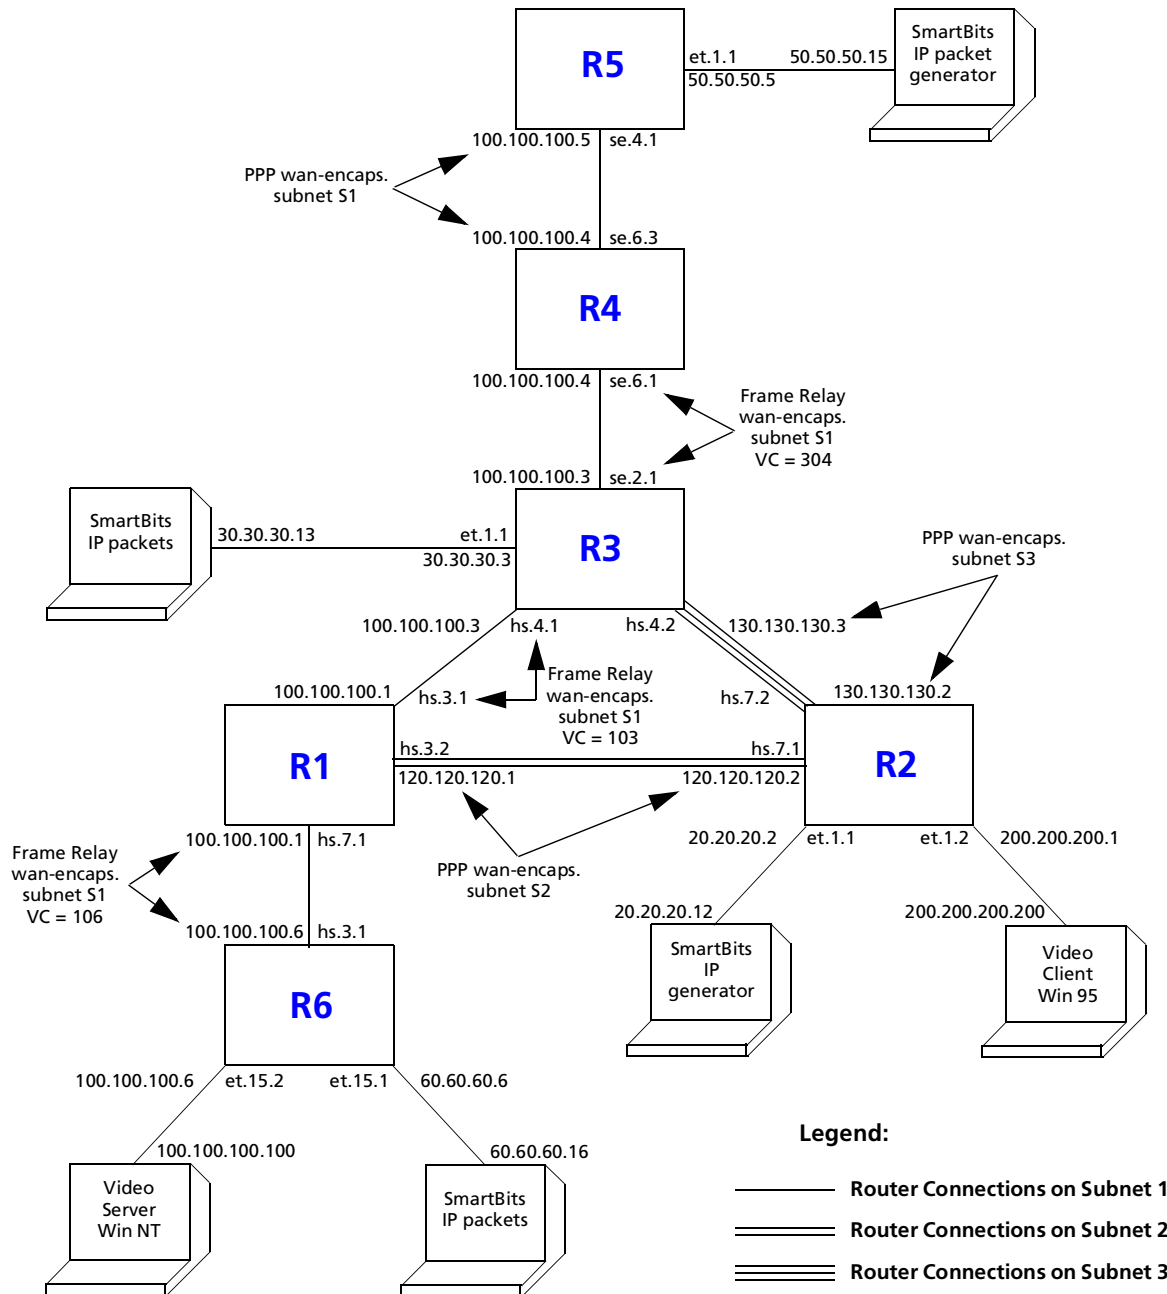 R5
et.1.1
50.50.50.15
50.50.50.5
SmartBits
IP packet
generator
100.100.100.5
se.4.1
PPP wan-encaps.
subnet S1
100.100.100.4
se.6.3
R4
100.100.100.4
se.6.1
Frame Relay
wan-encaps.
subnet S1
VC = 304
100.100.100.3
se.2.1
SmartBits
IP packets
30.30.30.13
et.1.1
30.30.30.3
R3
PPP wan-encaps.
subnet S3
100.100.100.3
hs.4.1
hs.4.2
130.130.130.3
Frame Relay
wan-encaps.
subnet S1
VC = 103
100.100.100.1
hs.3.1
hs.7.2
130.130.130.2
R1
hs.3.2
hs.7.1
120.120.120.1
120.120.120.2
R2
PPP wan-encaps.
subnet S2
100.100.100.1
hs.7.1
Frame Relay
wan-encaps.
subnet S1
VC = 106
20.20.20.2
et.1.1
et.1.2
200.200.200.1
100.100.100.6
hs.3.1
20.20.20.12
200.200.200.200
SmartBits
IP
generator
Video
Client
Win 95
R6
100.100.100.6
et.15.2
et.15.1
60.60.60.6
100.100.100.100
60.60.60.16
Video
Server
Win NT
SmartBits
IP packets
Legend:
Router Connections on Subnet 1
Router Connections on Subnet 2
Router Connections on Subnet 3